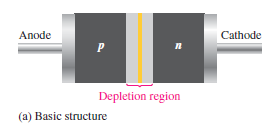 Anode
Cathode
p
n
Depletion region
(a) Basic structure